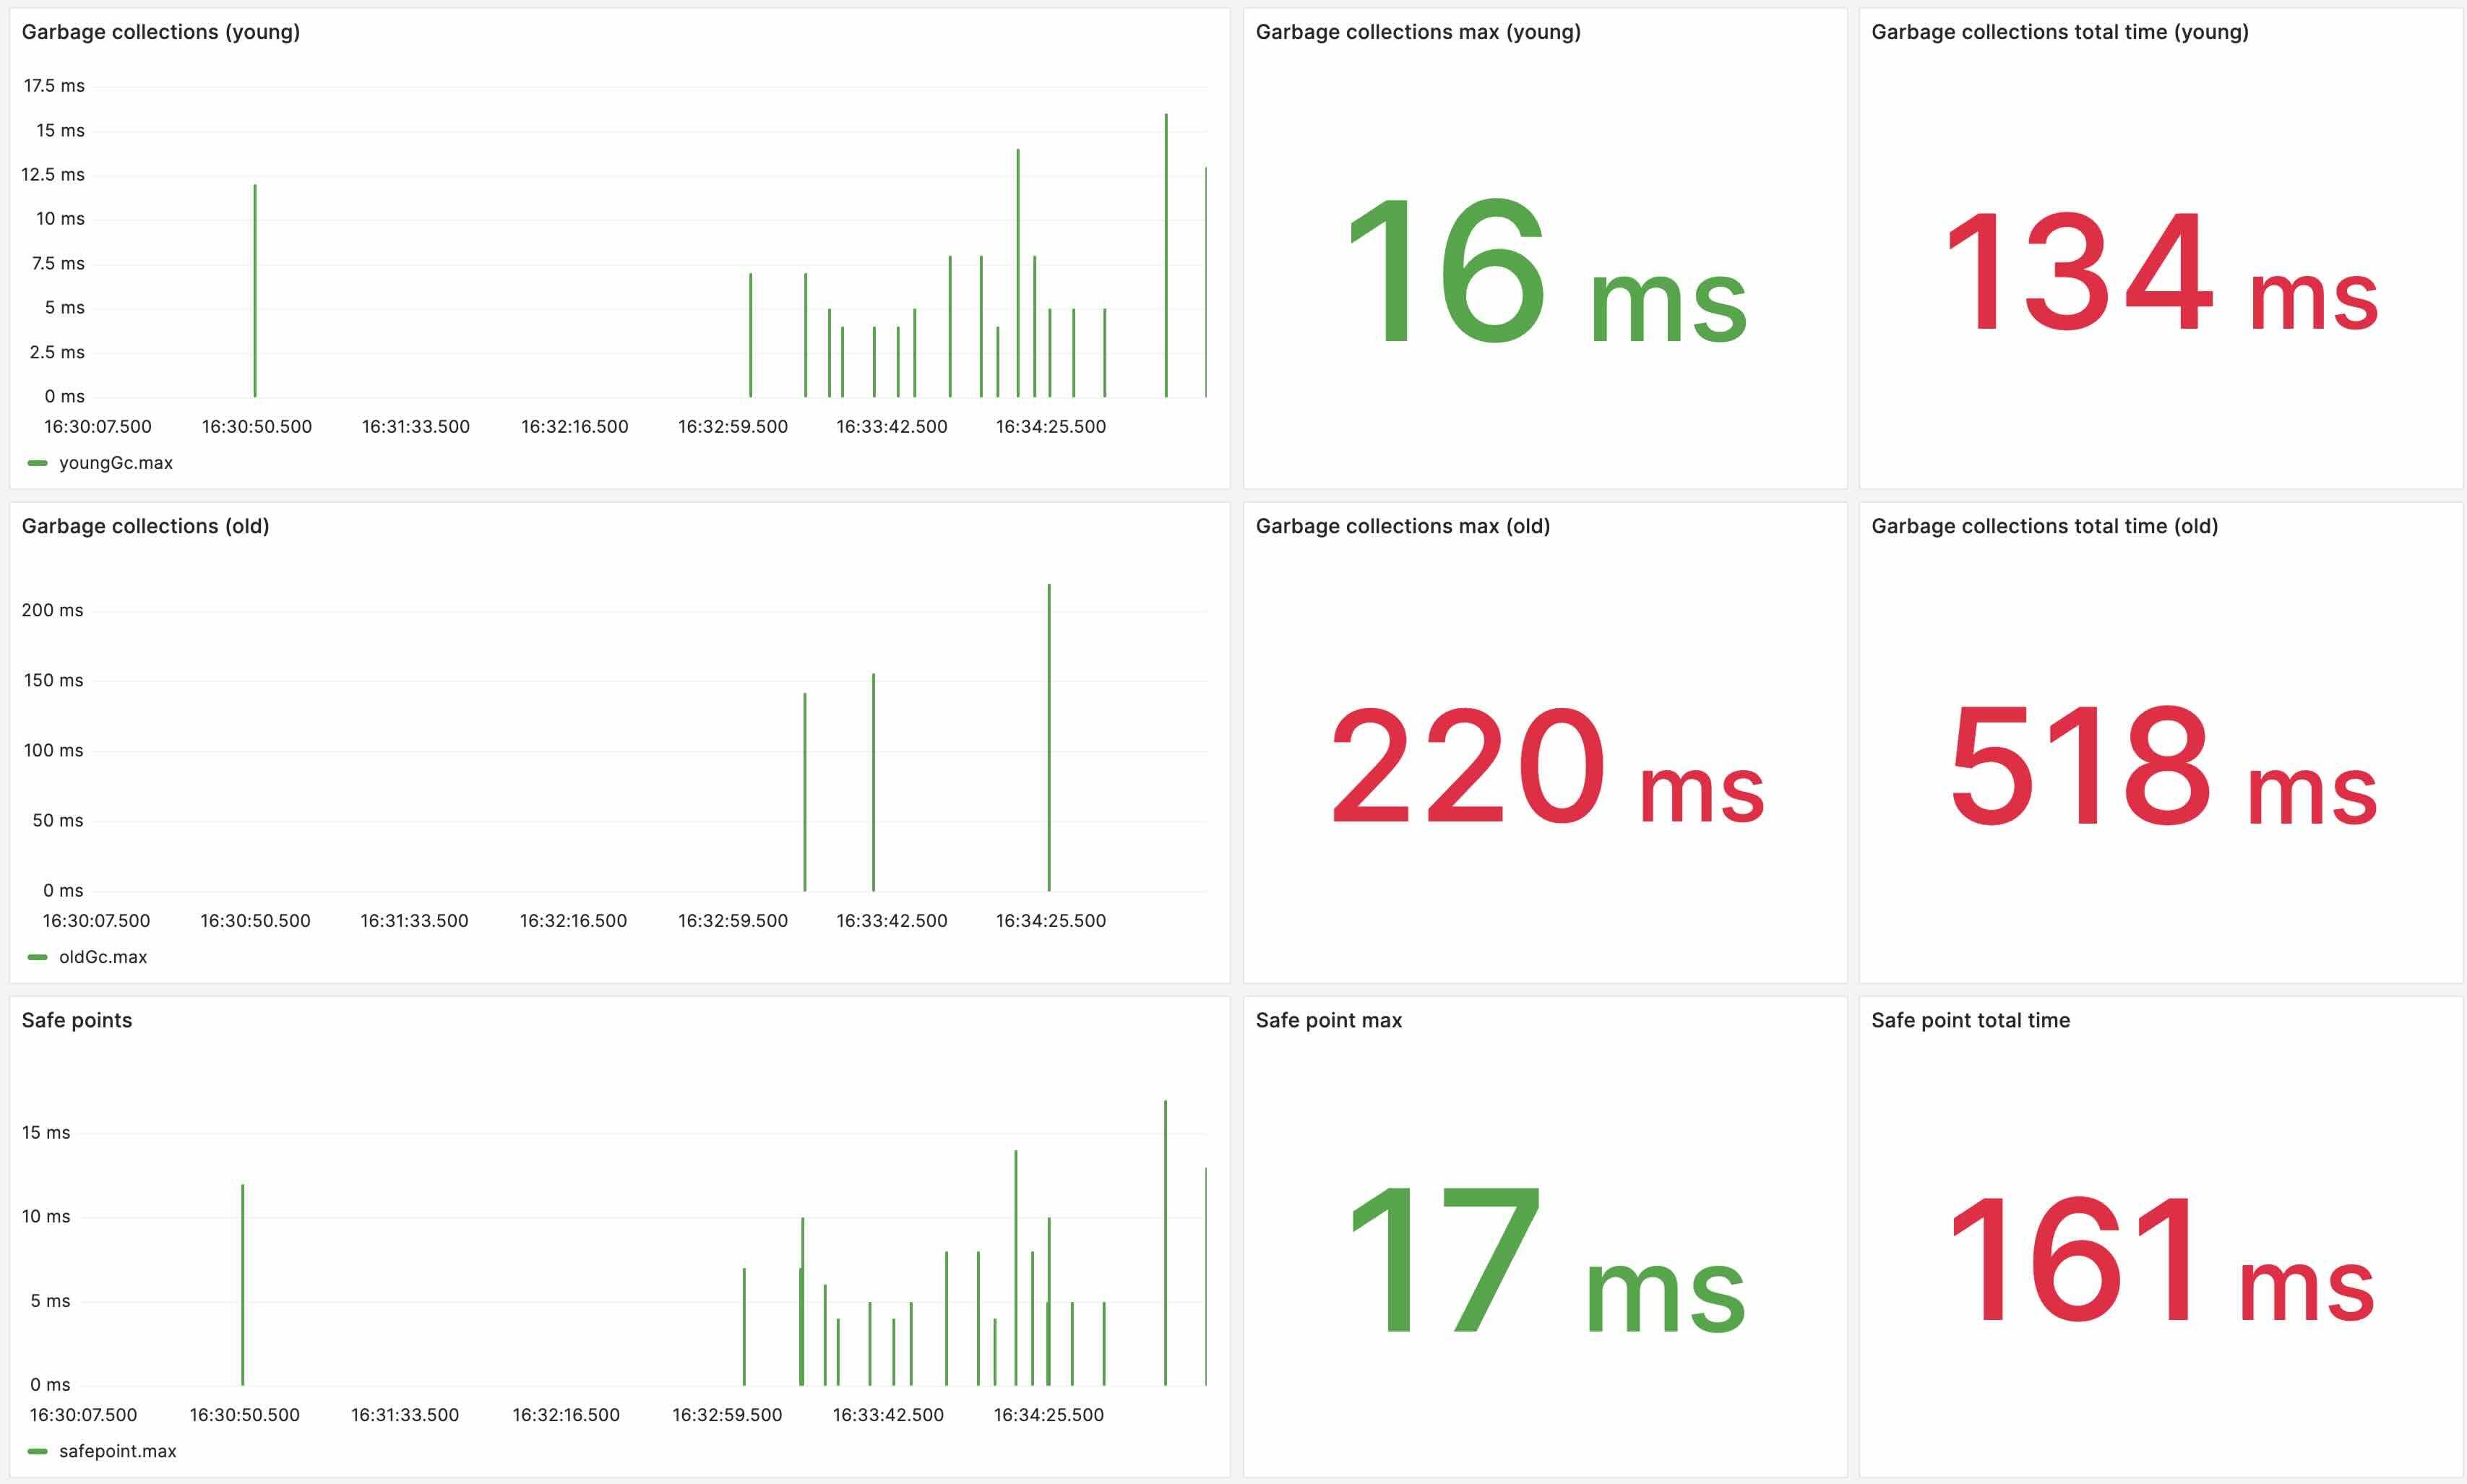 Garbage collections (young)
17.5 ms
15 ms
12.5 ms
10 ms
7.5 ms
5 ms
2.5 ms
0 ms
16:30:07.500 16:30:50.500 16:31:33.500 16:32:16.500 16:32:59.500 16:33:42.500 16:34:25.500
youngGc.max
Garbage collections max (young)
16 ms
Garbage collections total time (young)
134 ms
Garbage collections (old)
200 ms
150 ms
100 ms
50 ms
0 ms
16:30:07.500 16:30:50.500 16:31:33.500 16:32:16.500 16:32:59.500 16:33:42.500 16:34:25.500
oldGc.max
Garbage collections max (old)
220 ms
Garbage collections total time (old)
518 ms
Safe points
15 ms
10 ms
5 ms
0 ms
16:30:07.500 16:30:50.500 16:31:33.500 16:32:16.500 16:32:59.500 16:33:42.500 16:34:25.500
safepoint.max
Safe point max
17 ms
Safe point total time
161 ms